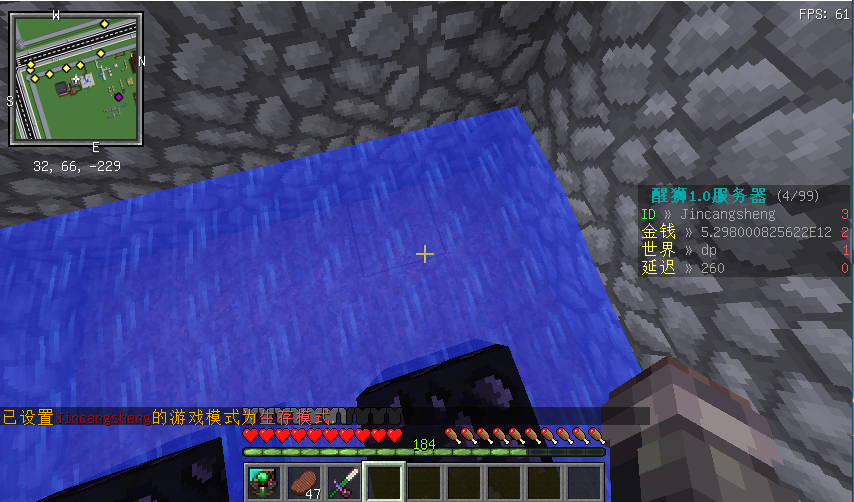 W
FPS: 61
N
S
E
32, 66, -229
醒狮1.0服务器 (4/99)
ID » Jincangsheng 3
金钱 » 5.298000825622E12 2
世界 » dp 1
延迟 » 260 0
已设置Jincangsheng的游戏模式为生存模式.
184
47